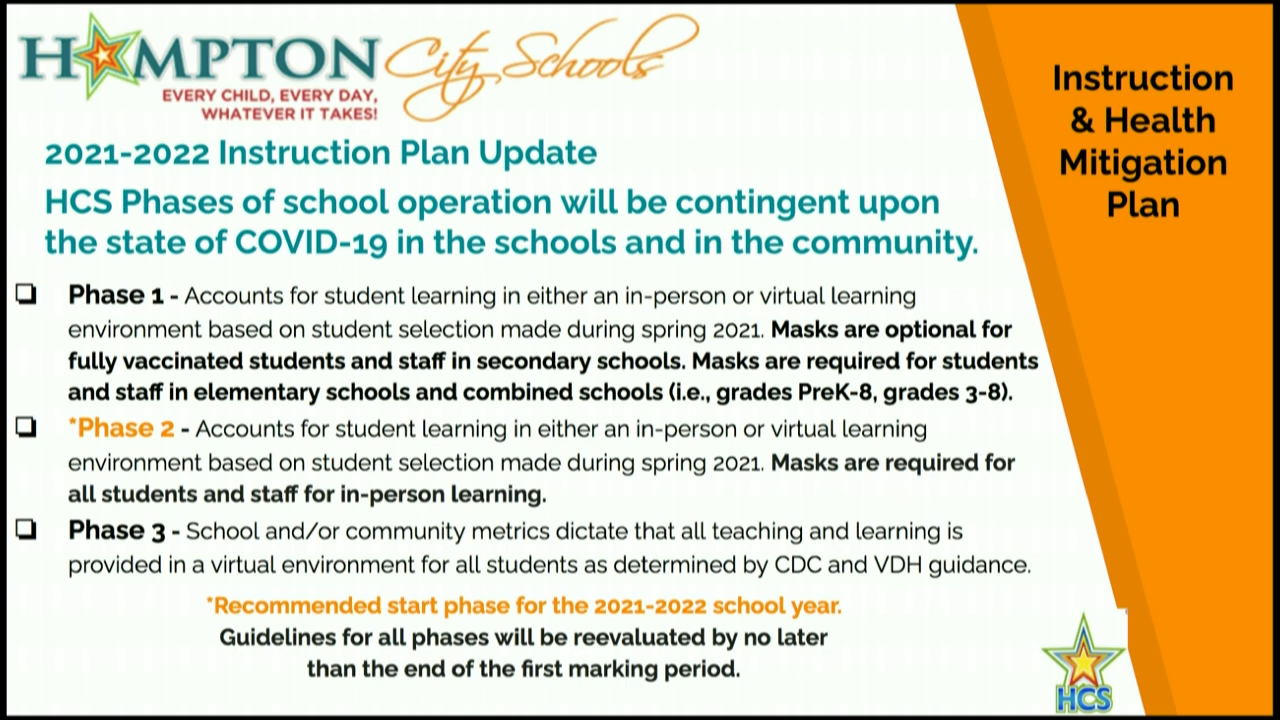 HAMPTON City Schools
EVERY CHILD, EVERY DAY,
WHATEVER IT TAKES!
2021-2022 Instruction Plan Update
HCS Phases of school operation will be contingent upon
the state of COVID-19 in the schools and in the community.
Phase 1 - Accounts for student learning in either an in-person or virtual learning
environment based on student selection made during spring 2021. Masks are optional for
fully vaccinated students and staff in secondary schools. Masks are required for students
and staff in elementary schools and combined schools (i.e., grades PreK-8, grades 3-8).
*Phase 2 - Accounts for student learning in either an in-person or virtual learning
environment based on student selection made during spring 2021. Masks are required for
all students and staff for in-person learning.
Phase 3 - School and/or community metrics dictate that all teaching and learning is
provided in a virtual environment for all students as determined by CDC and VDH guidance.
*Recommended start phase for the 2021-2022 school year.
Guidelines for all phases will be reevaluated by no later
than the end of the first marking period.
Instruction
& Health
Mitigation
Plan
HCS